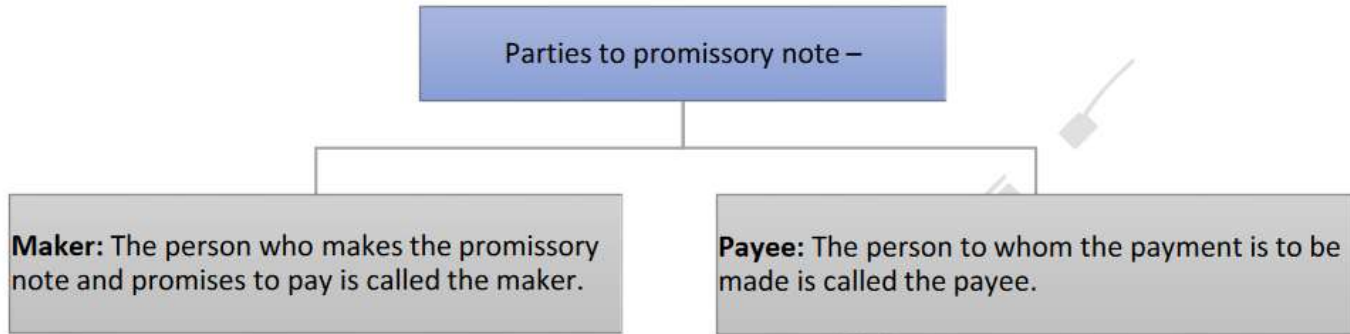 Parties to promissory note –
Maker: The person who makes the promissory
note and promises to pay is called the maker.
Payee: The person to whom the payment is to be
made is called the payee.